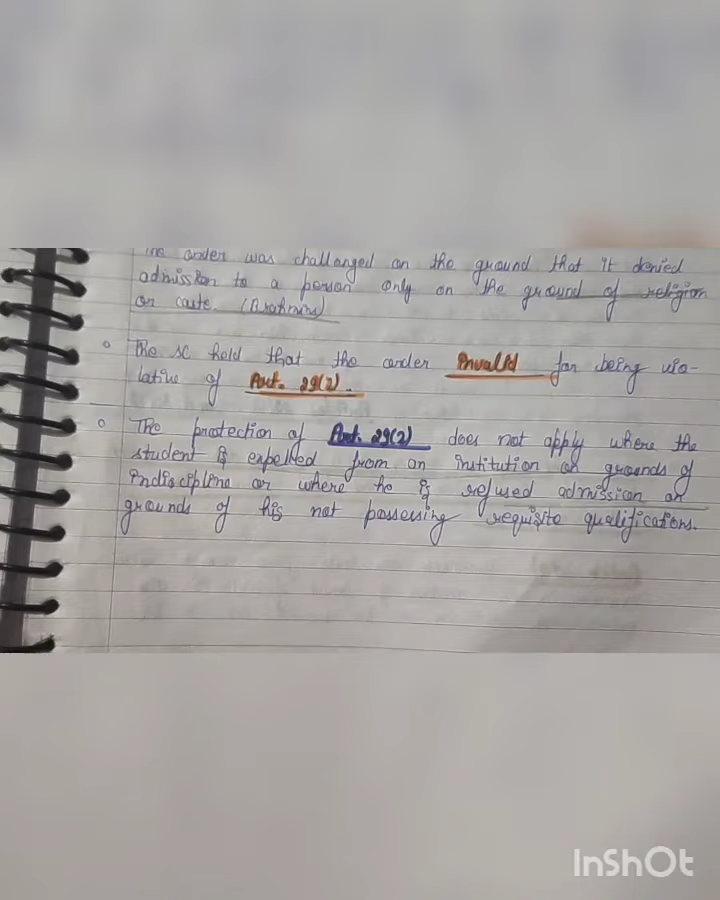 The order was challanged on the ground that it denied
admission to a person only on the ground of religion
or caste. (Brahmins)
The SC held that the order Invalid for being vio-
lative of Art. 29(2).
The protection of Art. 29(2) does not apply where the
student is expelled from an institution on grounds of
indiscipline or where he is refused admission on
grounds of his not possessing requisite qualifications.
InShOt